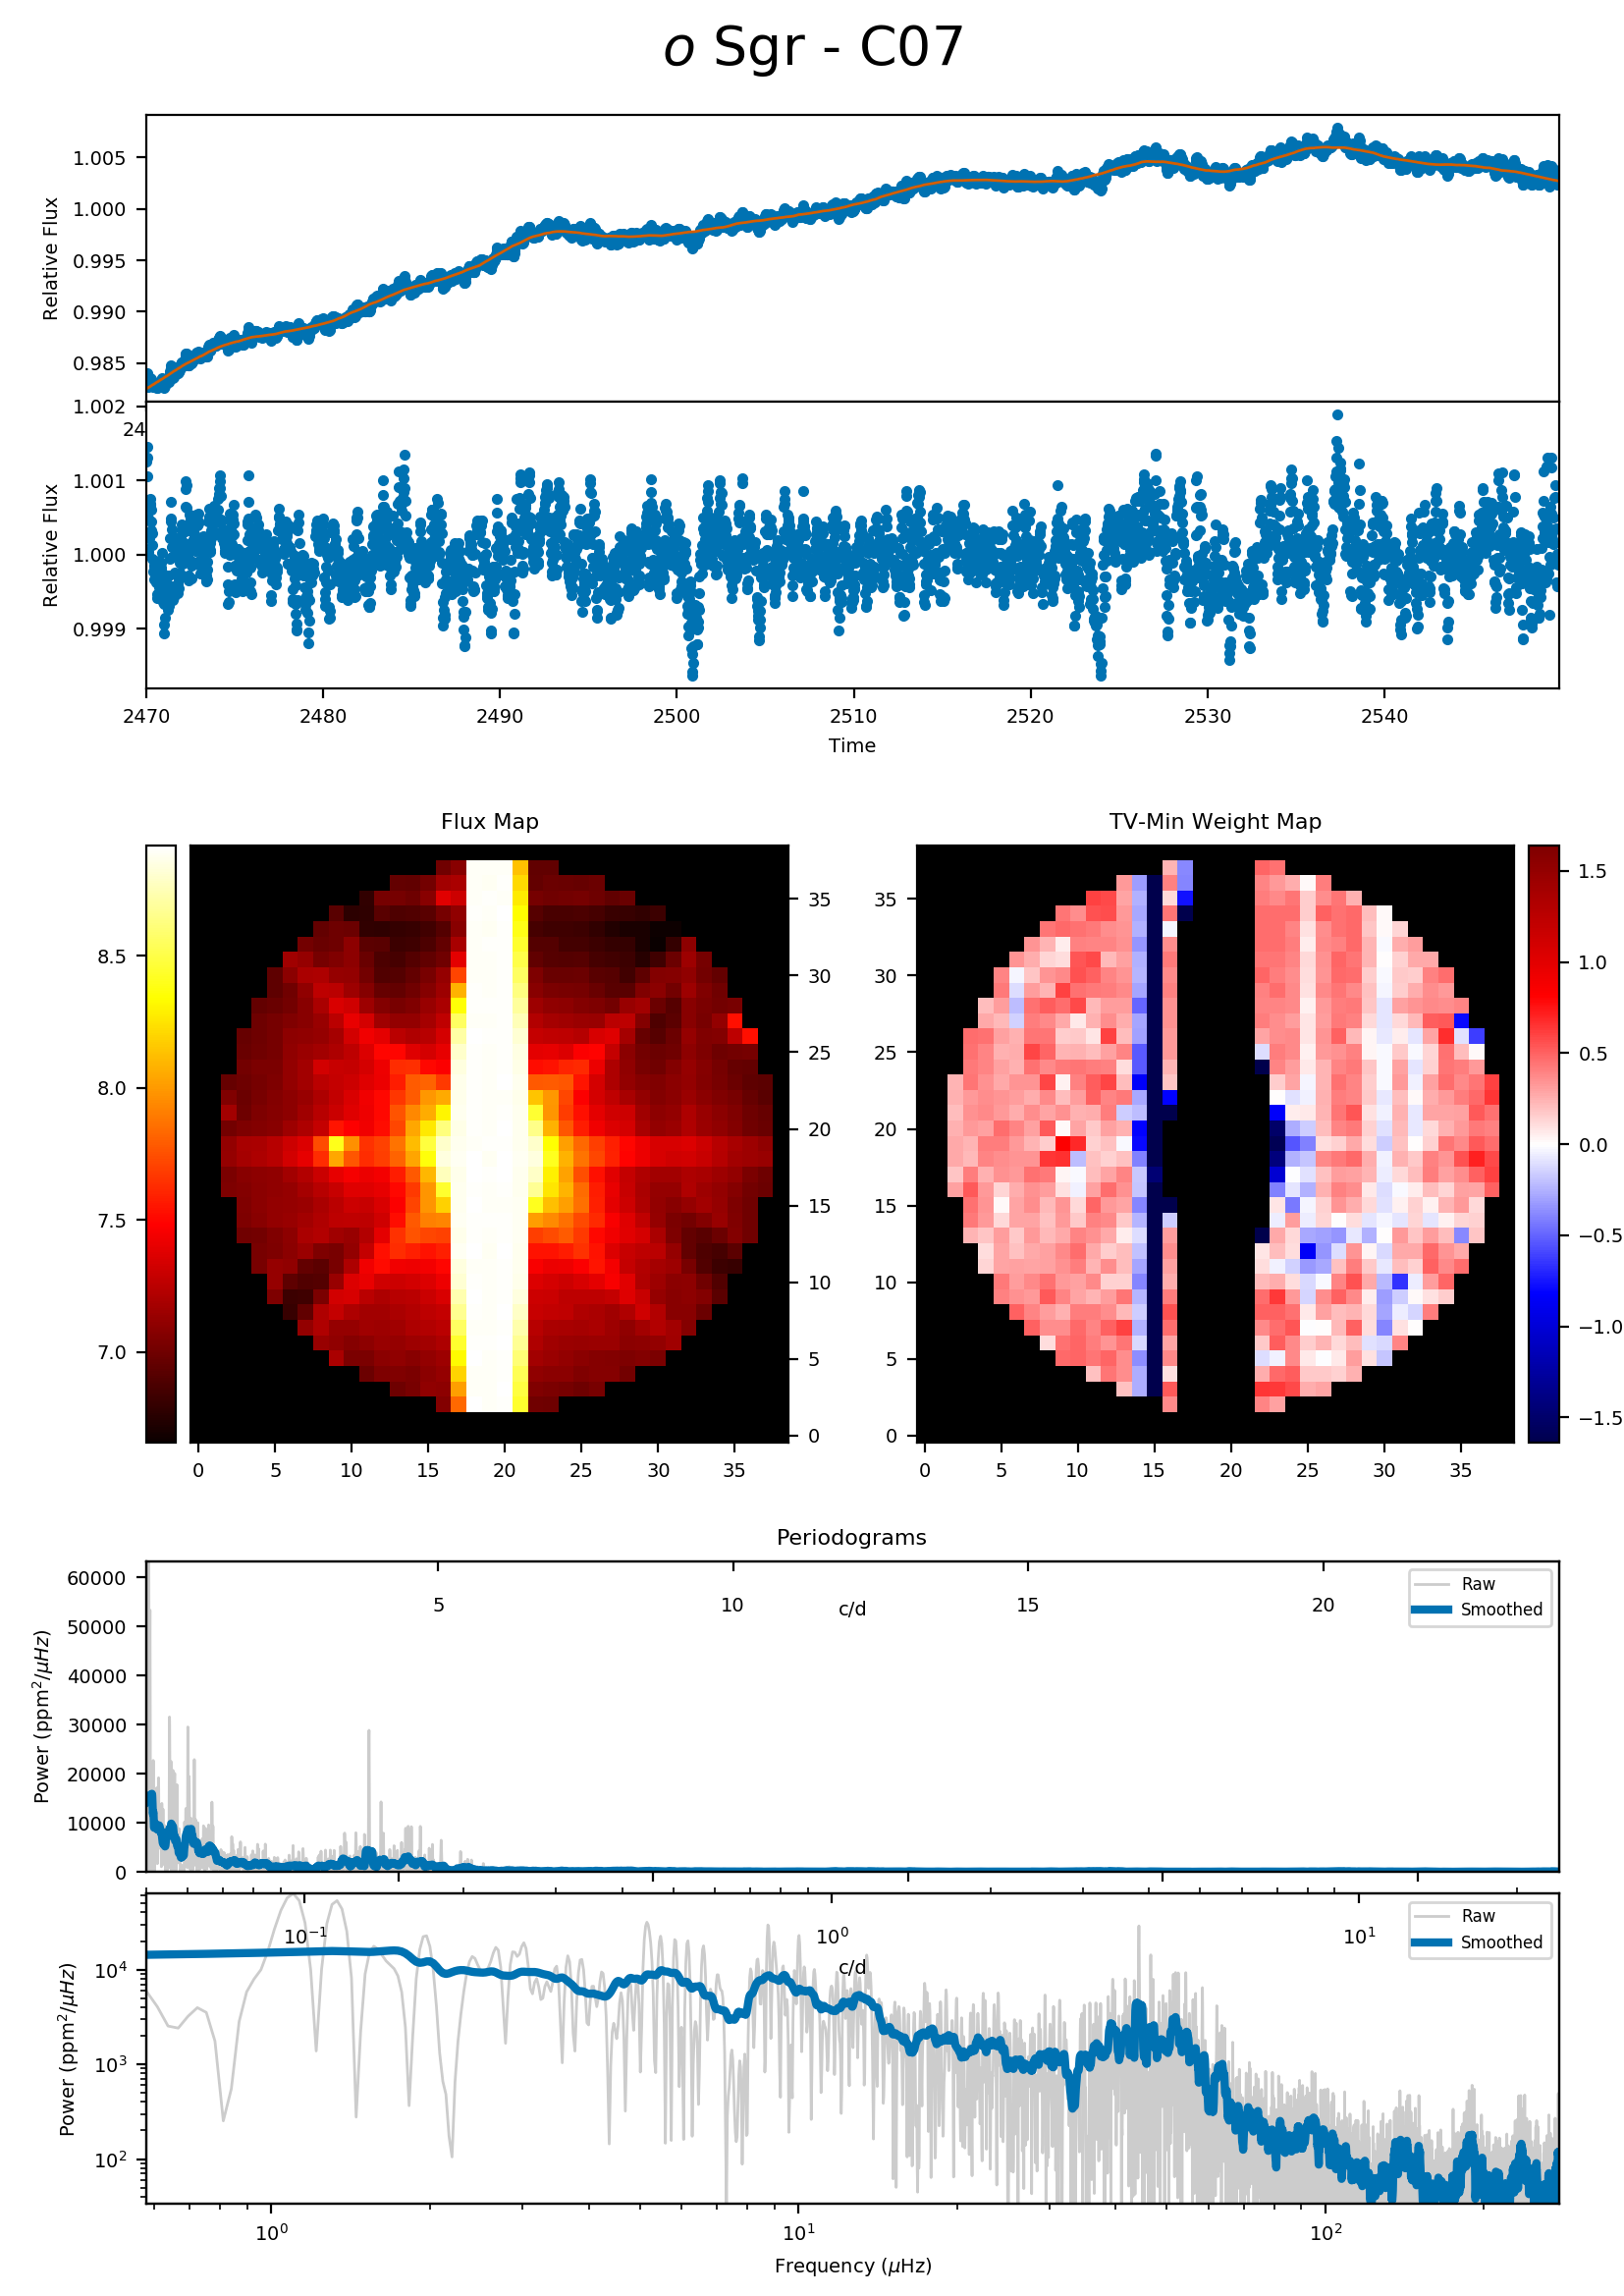 o Sgr - C07
1.005
1.000
0.995
0.990
0.985
Relative Flux
24
1.002
1.001
1.000
0.999
Relative Flux
2470 2480 2490 2500 2510 2520 2530 2540
Time
Flux Map
8.5
8.0
7.5
7.0
35
30
25
20
15
10
5
0
0 5 10 15 20 25 30 35
TV-Min Weight Map
35
30
25
20
15
10
5
0
0 5 10 15 20 25 30 35
1.5
1.0
0.5
0.0
−0.5
−1.0
−1.5
Periodograms
60000
50000
40000
30000
20000
10000
0
Power (ppm²/μHz)
5 10 15 20
c/d
Raw
Smoothed
10⁻¹ 10⁰ 10¹
c/d
Raw
Smoothed
10⁴
10³
10²
Power (ppm²/μHz)
10⁰ 10¹ 10²
Frequency (μHz)